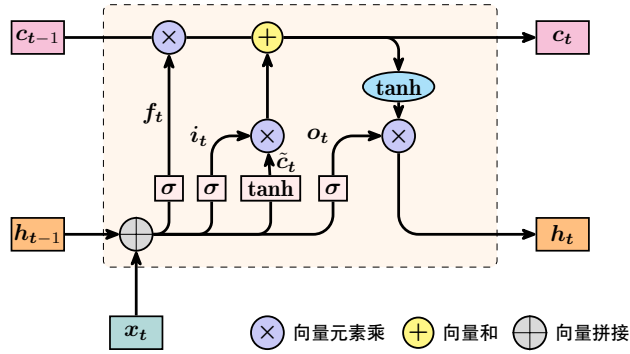 c_{t-1}
×
+
c_t
tanh
f_t
i_t
×
o_t
×
c̃_t
σ
σ
tanh
σ
h_{t-1}
h_t
x_t
× 向量元素乘
+ 向量和
向量拼接